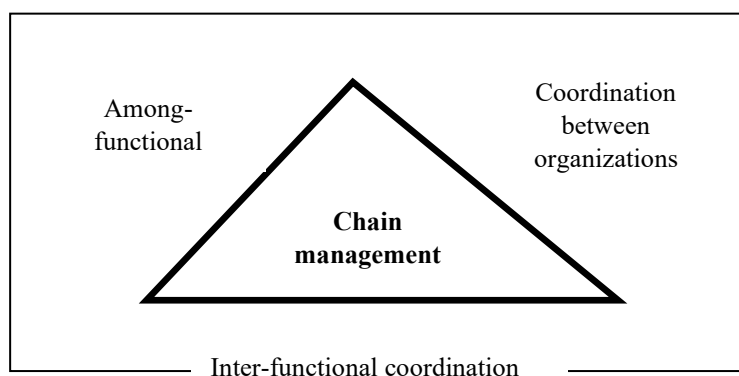 Among-
functional
Coordination
between
organizations
Chain
management
Inter-functional coordination